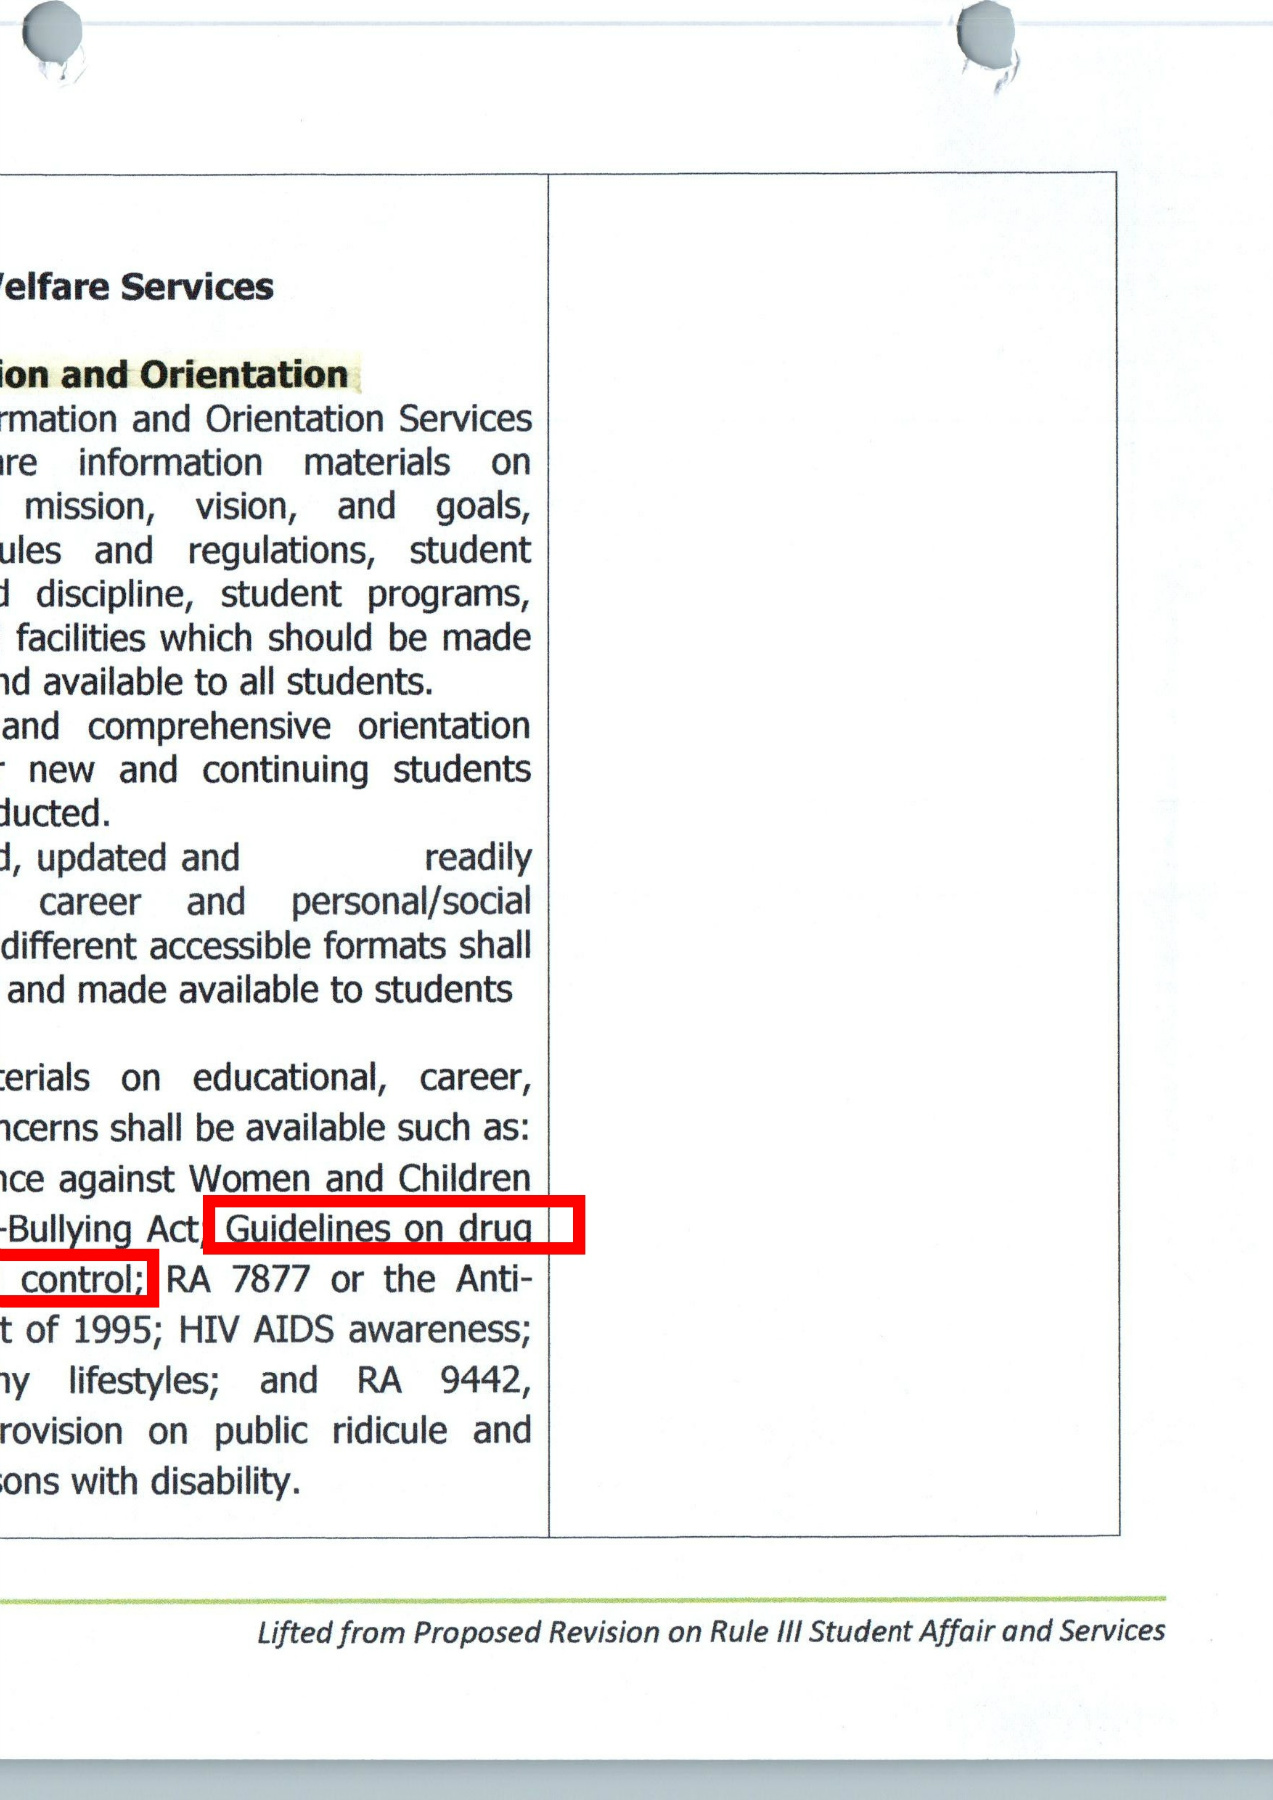 elfare Services
ion and Orientation
rmation and Orientation Services
are information materials on
mission, vision, and goals,
ules and regulations, student
d discipline, student programs,
facilities which should be made
nd available to all students.
and comprehensive orientation
r new and continuing students
ducted.
d, updated and readily
career and personal/social
different accessible formats shall
and made available to students
terials on educational, career,
ncerns shall be available such as:
nce against Women and Children
-Bullying Act; Guidelines on drug
control; RA 7877 or the Anti-
t of 1995; HIV AIDS awareness;
hy lifestyles; and RA 9442,
rovision on public ridicule and
sons with disability.
Lifted from Proposed Revision on Rule III Student Affair and Services